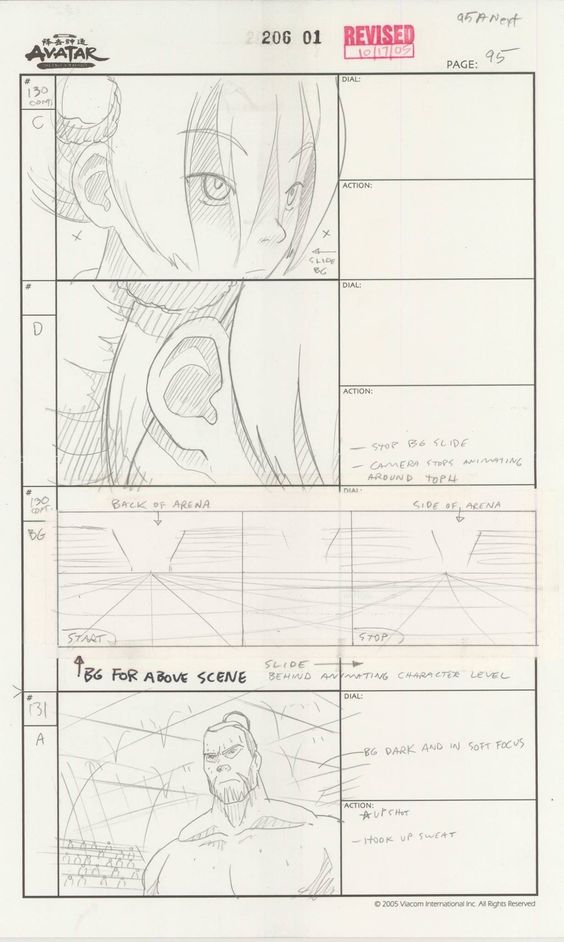 95A Next
206 01
REVISED
10/17/05
AVATAR
PAGE: 95
#
130
CONT.
C
DIAL:
ACTION:
X
X
SLIDE
BG
#
D
DIAL:
ACTION:
— STOP BG SLIDE
— CAMERA STOPS ANIMATING
AROUND TOPH
#
130
CONT.
BG
DIAL:
BACK OF ARENA
SIDE OF ARENA
START
STOP
BG FOR ABOVE SCENE
SLIDE
BEHIND ANIMATING CHARACTER LEVEL
#
131
A
DIAL:
BG DARK AND IN SOFT FOCUS
ACTION:
UPSHOT
— HOOK UP SWEAT
© 2005 Viacom International Inc. All Rights Reserved